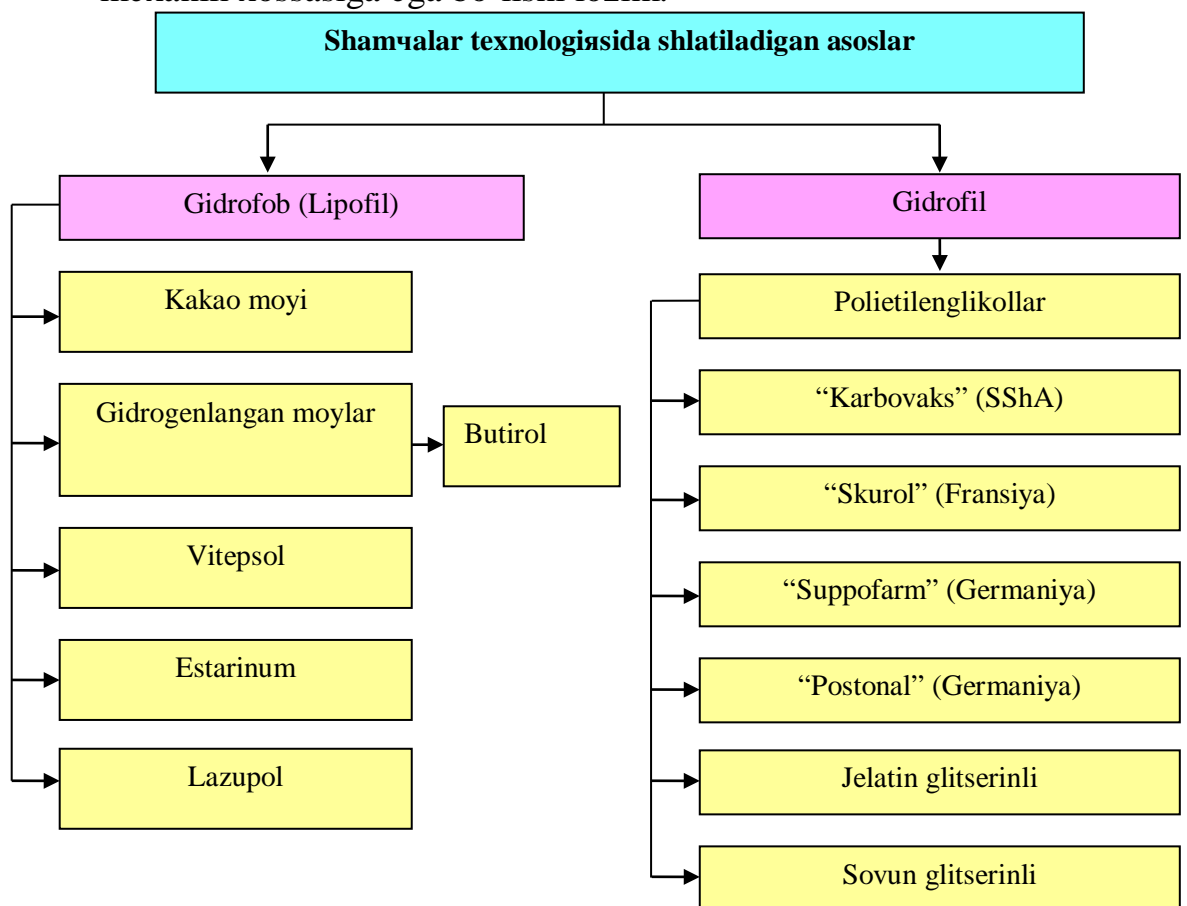 Shamчalar texnologiяsida shlatiladigan asoslar
Gidrofob (Lipofil)
Gidrofil
Kakao moyi
Gidrogenlangan moylar
Butirol
Vitepsol
Estarinum
Lazupol
Polietilenglikollar
“Karbovaks” (SShA)
“Skurol” (Fransiya)
“Suppofarm” (Germaniya)
“Postonal” (Germaniya)
Jelatin glitserinli
Sovun glitserinli